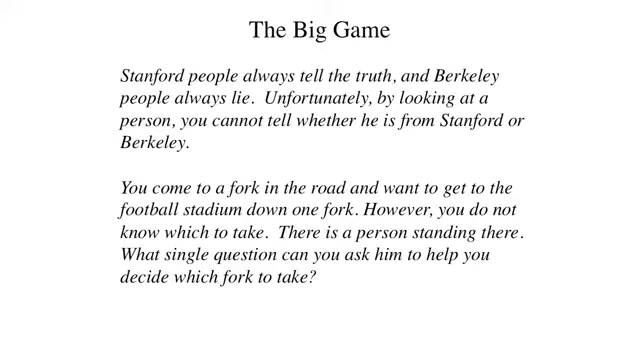 The Big Game
Stanford people always tell the truth, and Berkeley
people always lie.  Unfortunately, by looking at a
person, you cannot tell whether he is from Stanford or
Berkeley.
You come to a fork in the road and want to get to the
football stadium down one fork. However, you do not
know which to take.  There is a person standing there.
What single question can you ask him to help you
decide which fork to take?